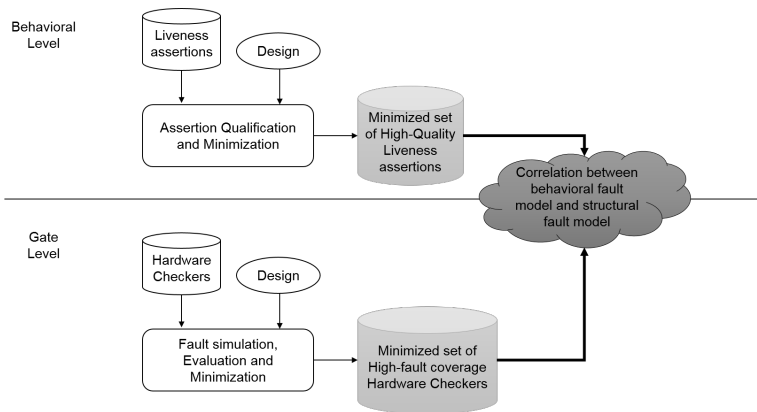 Behavioral
Level
Liveness
assertions
Design
Assertion Qualification
and Minimization
Minimized set
of High-Quality
Liveness
assertions
Correlation between
behavioral fault
model and structural
fault model
Gate
Level
Hardware
Checkers
Design
Fault simulation,
Evaluation and
Minimization
Minimized set of
High-fault coverage
Hardware Checkers